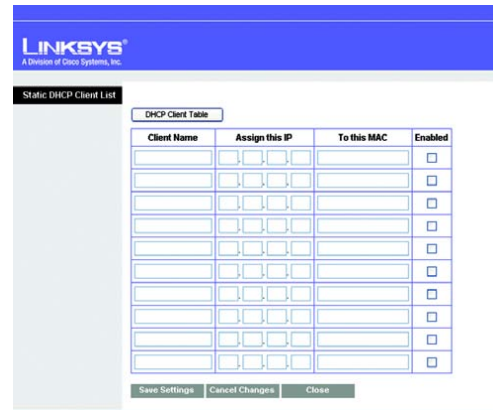 LINKSYS®
A Division of Cisco Systems, Inc.
Static DHCP Client List
DHCP Client Table
Client Name Assign this IP To this MAC Enabled
Save Settings Cancel Changes Close